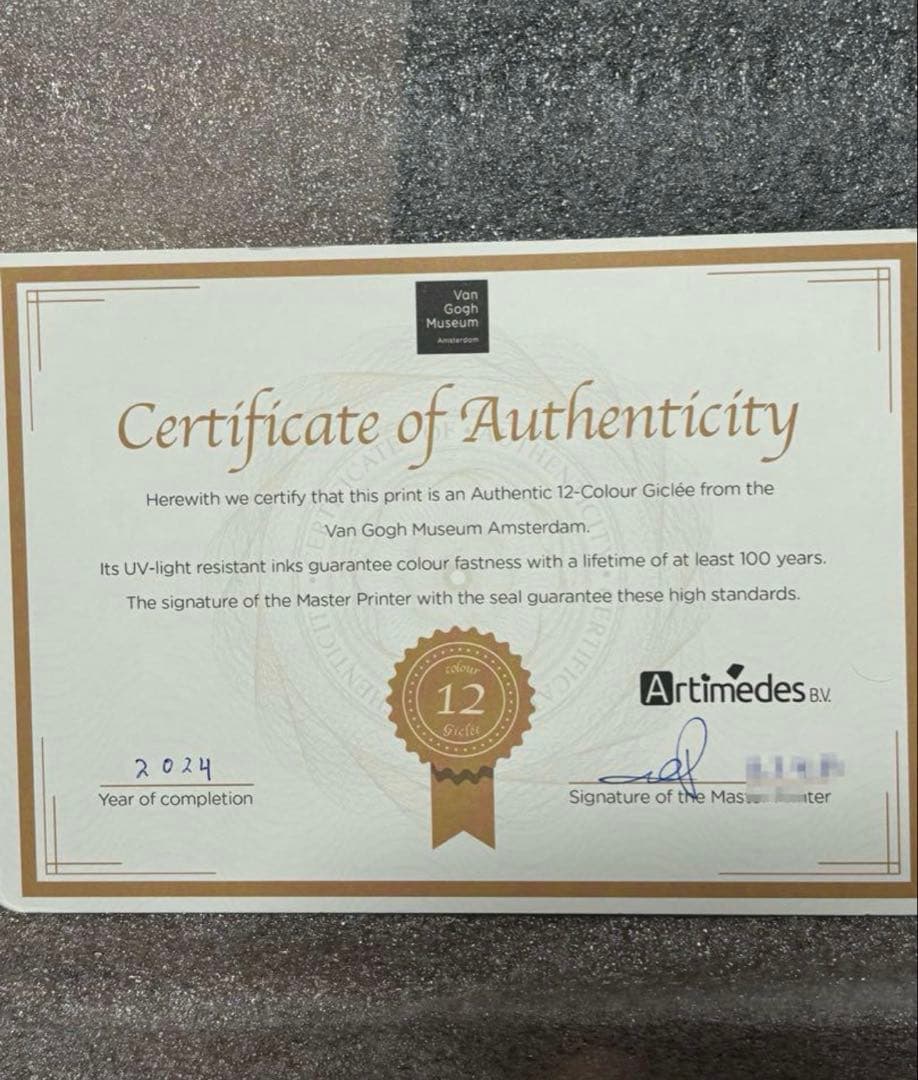 Van
Gogh
Museum
Amsterdam
Certificate of Authenticity
Herewith we certify that this print is an Authentic 12-Colour Giclée from the
Van Gogh Museum Amsterdam.
Its UV-light resistant inks guarantee colour fastness with a lifetime of at least 100 years.
The signature of the Master Printer with the seal guarantee these high standards.
colour
12
Giclée
Artimedes B.V.
2024
Year of completion
Signature of the